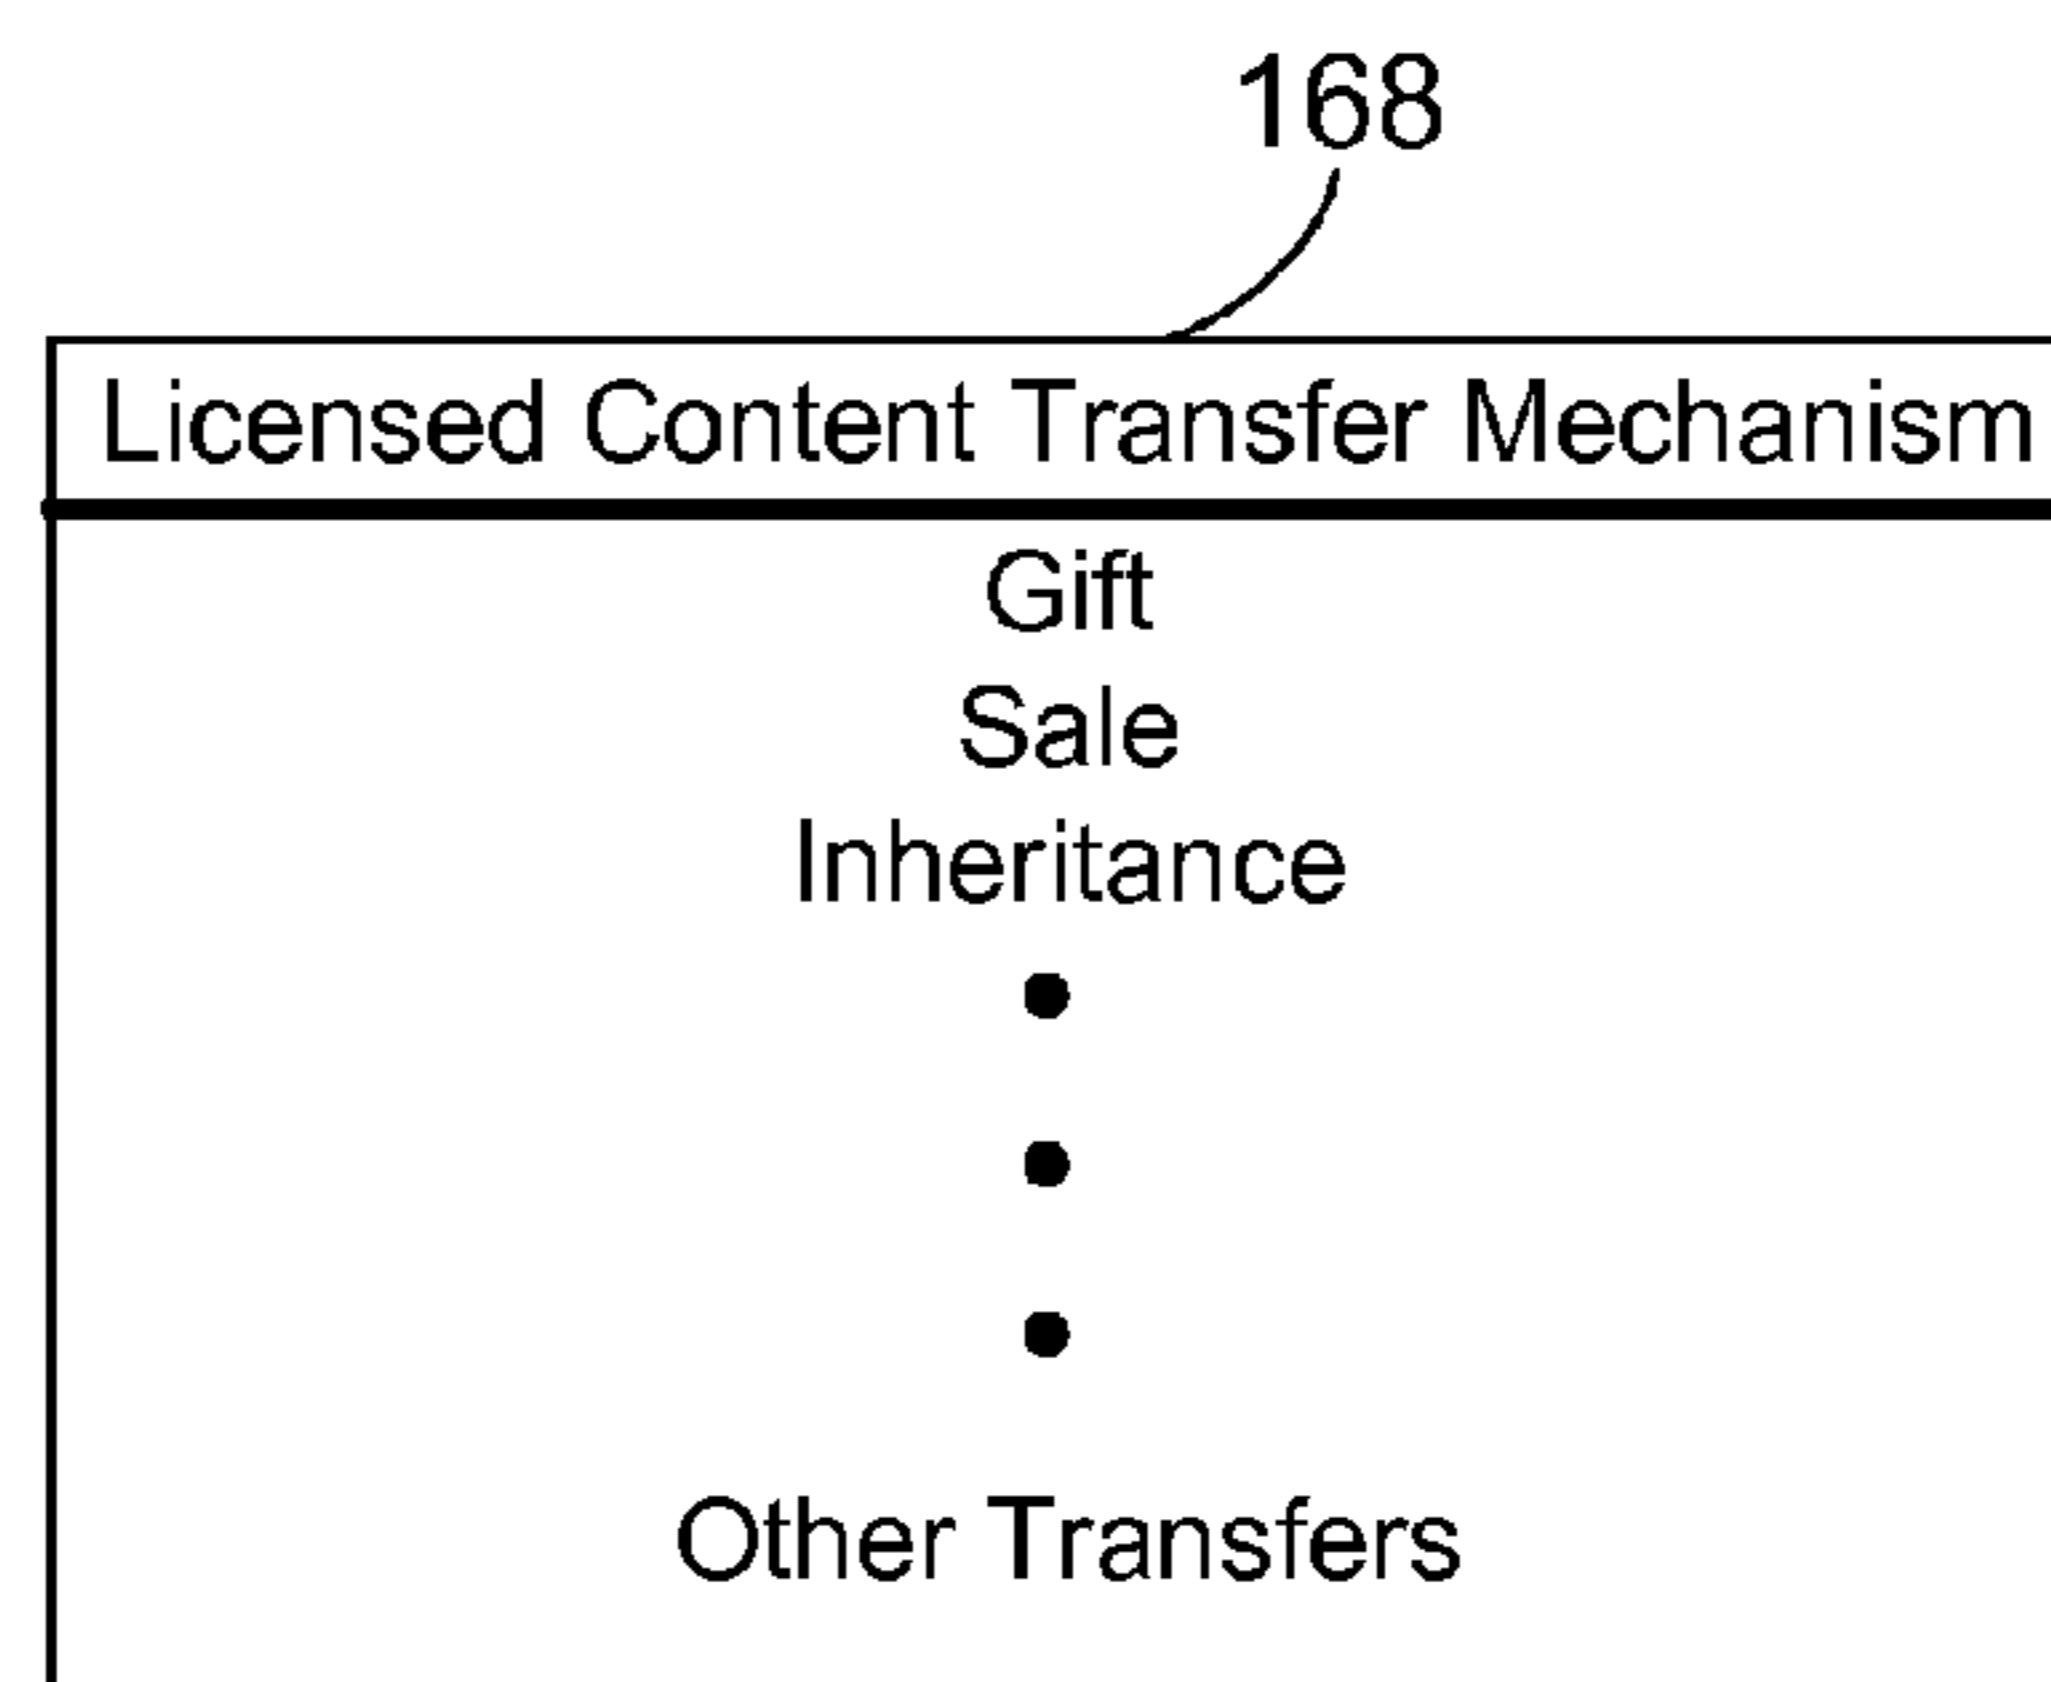 168
Licensed Content Transfer Mechanism
Gift
Sale
Inheritance
Other Transfers